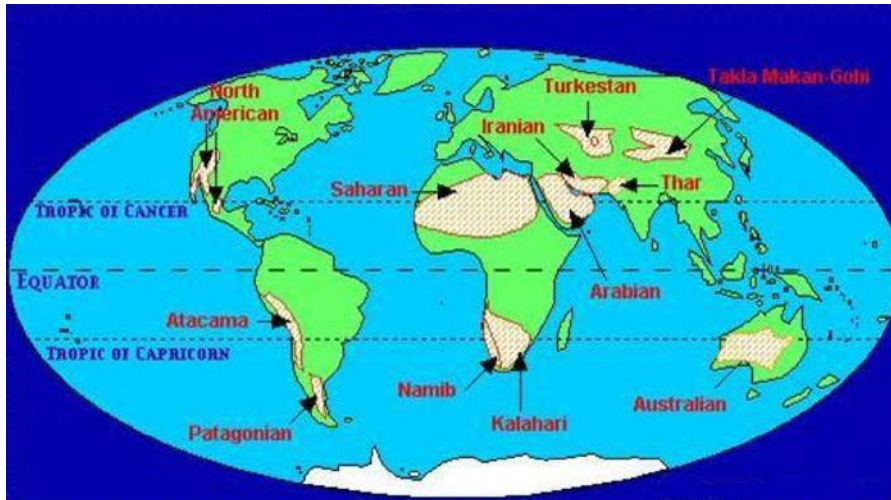 North
American
Turkestan
Takla Makan-Gobi
Iranian
Saharan
Thar
TROPIC OF CANCER
EQUATOR
Arabian
Atacama
TROPIC OF CAPRICORN
Namib
Kalahari
Australian
Patagonian